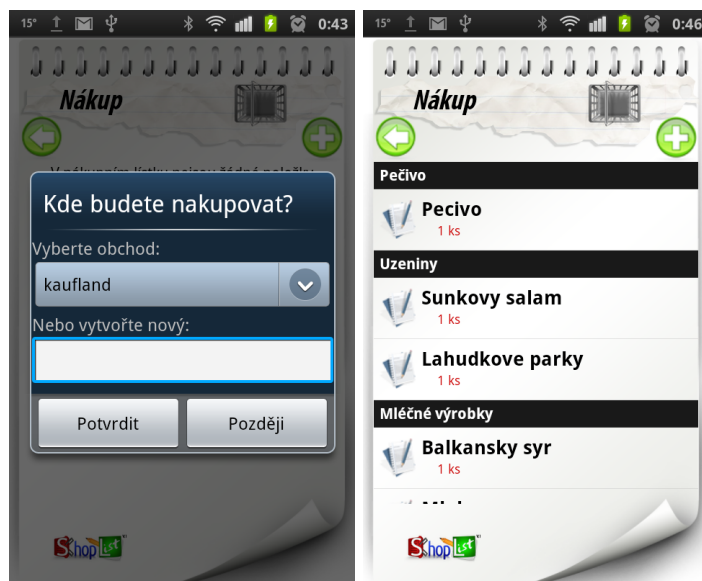 15°
0:43
Nákup
V nákupním lístku nejsou žádné položky
Kde budete nakupovat?
Vyberte obchod:
kaufland
Nebo vytvořte nový:
Potvrdit
Později
ShopList
15°
0:46
Nákup
Pečivo
Pecivo
1 ks
Uzeniny
Sunkovy salam
1 ks
Lahudkove parky
1 ks
Mléčné výrobky
Balkansky syr
1 ks
ShopList